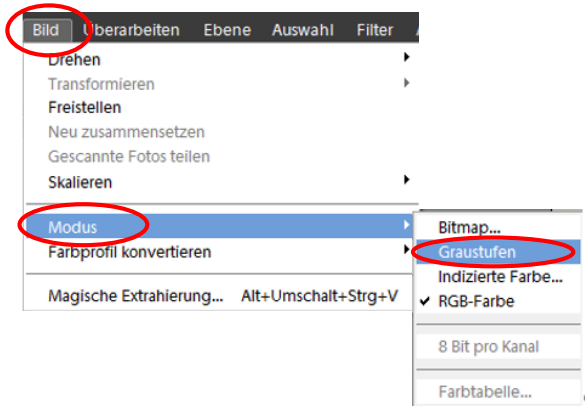 Bild Überarbeiten Ebene Auswahl Filter
Drehen
Transformieren
Freistellen
Neu zusammensetzen
Gescannte Fotos teilen
Skalieren
Modus
Farbprofil konvertieren
Magische Extrahierung... Alt+Umschalt+Strg+V
Bitmap...
Graustufen
Indizierte Farbe...
RGB-Farbe
8 Bit pro Kanal
Farbtabelle...